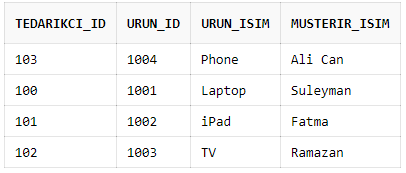 TEDARIKCI_ID URUN_ID URUN_ISIM MUSTERIR_ISIM
103 1004 Phone Ali Can
100 1001 Laptop Suleyman
101 1002 iPad Fatma
102 1003 TV Ramazan